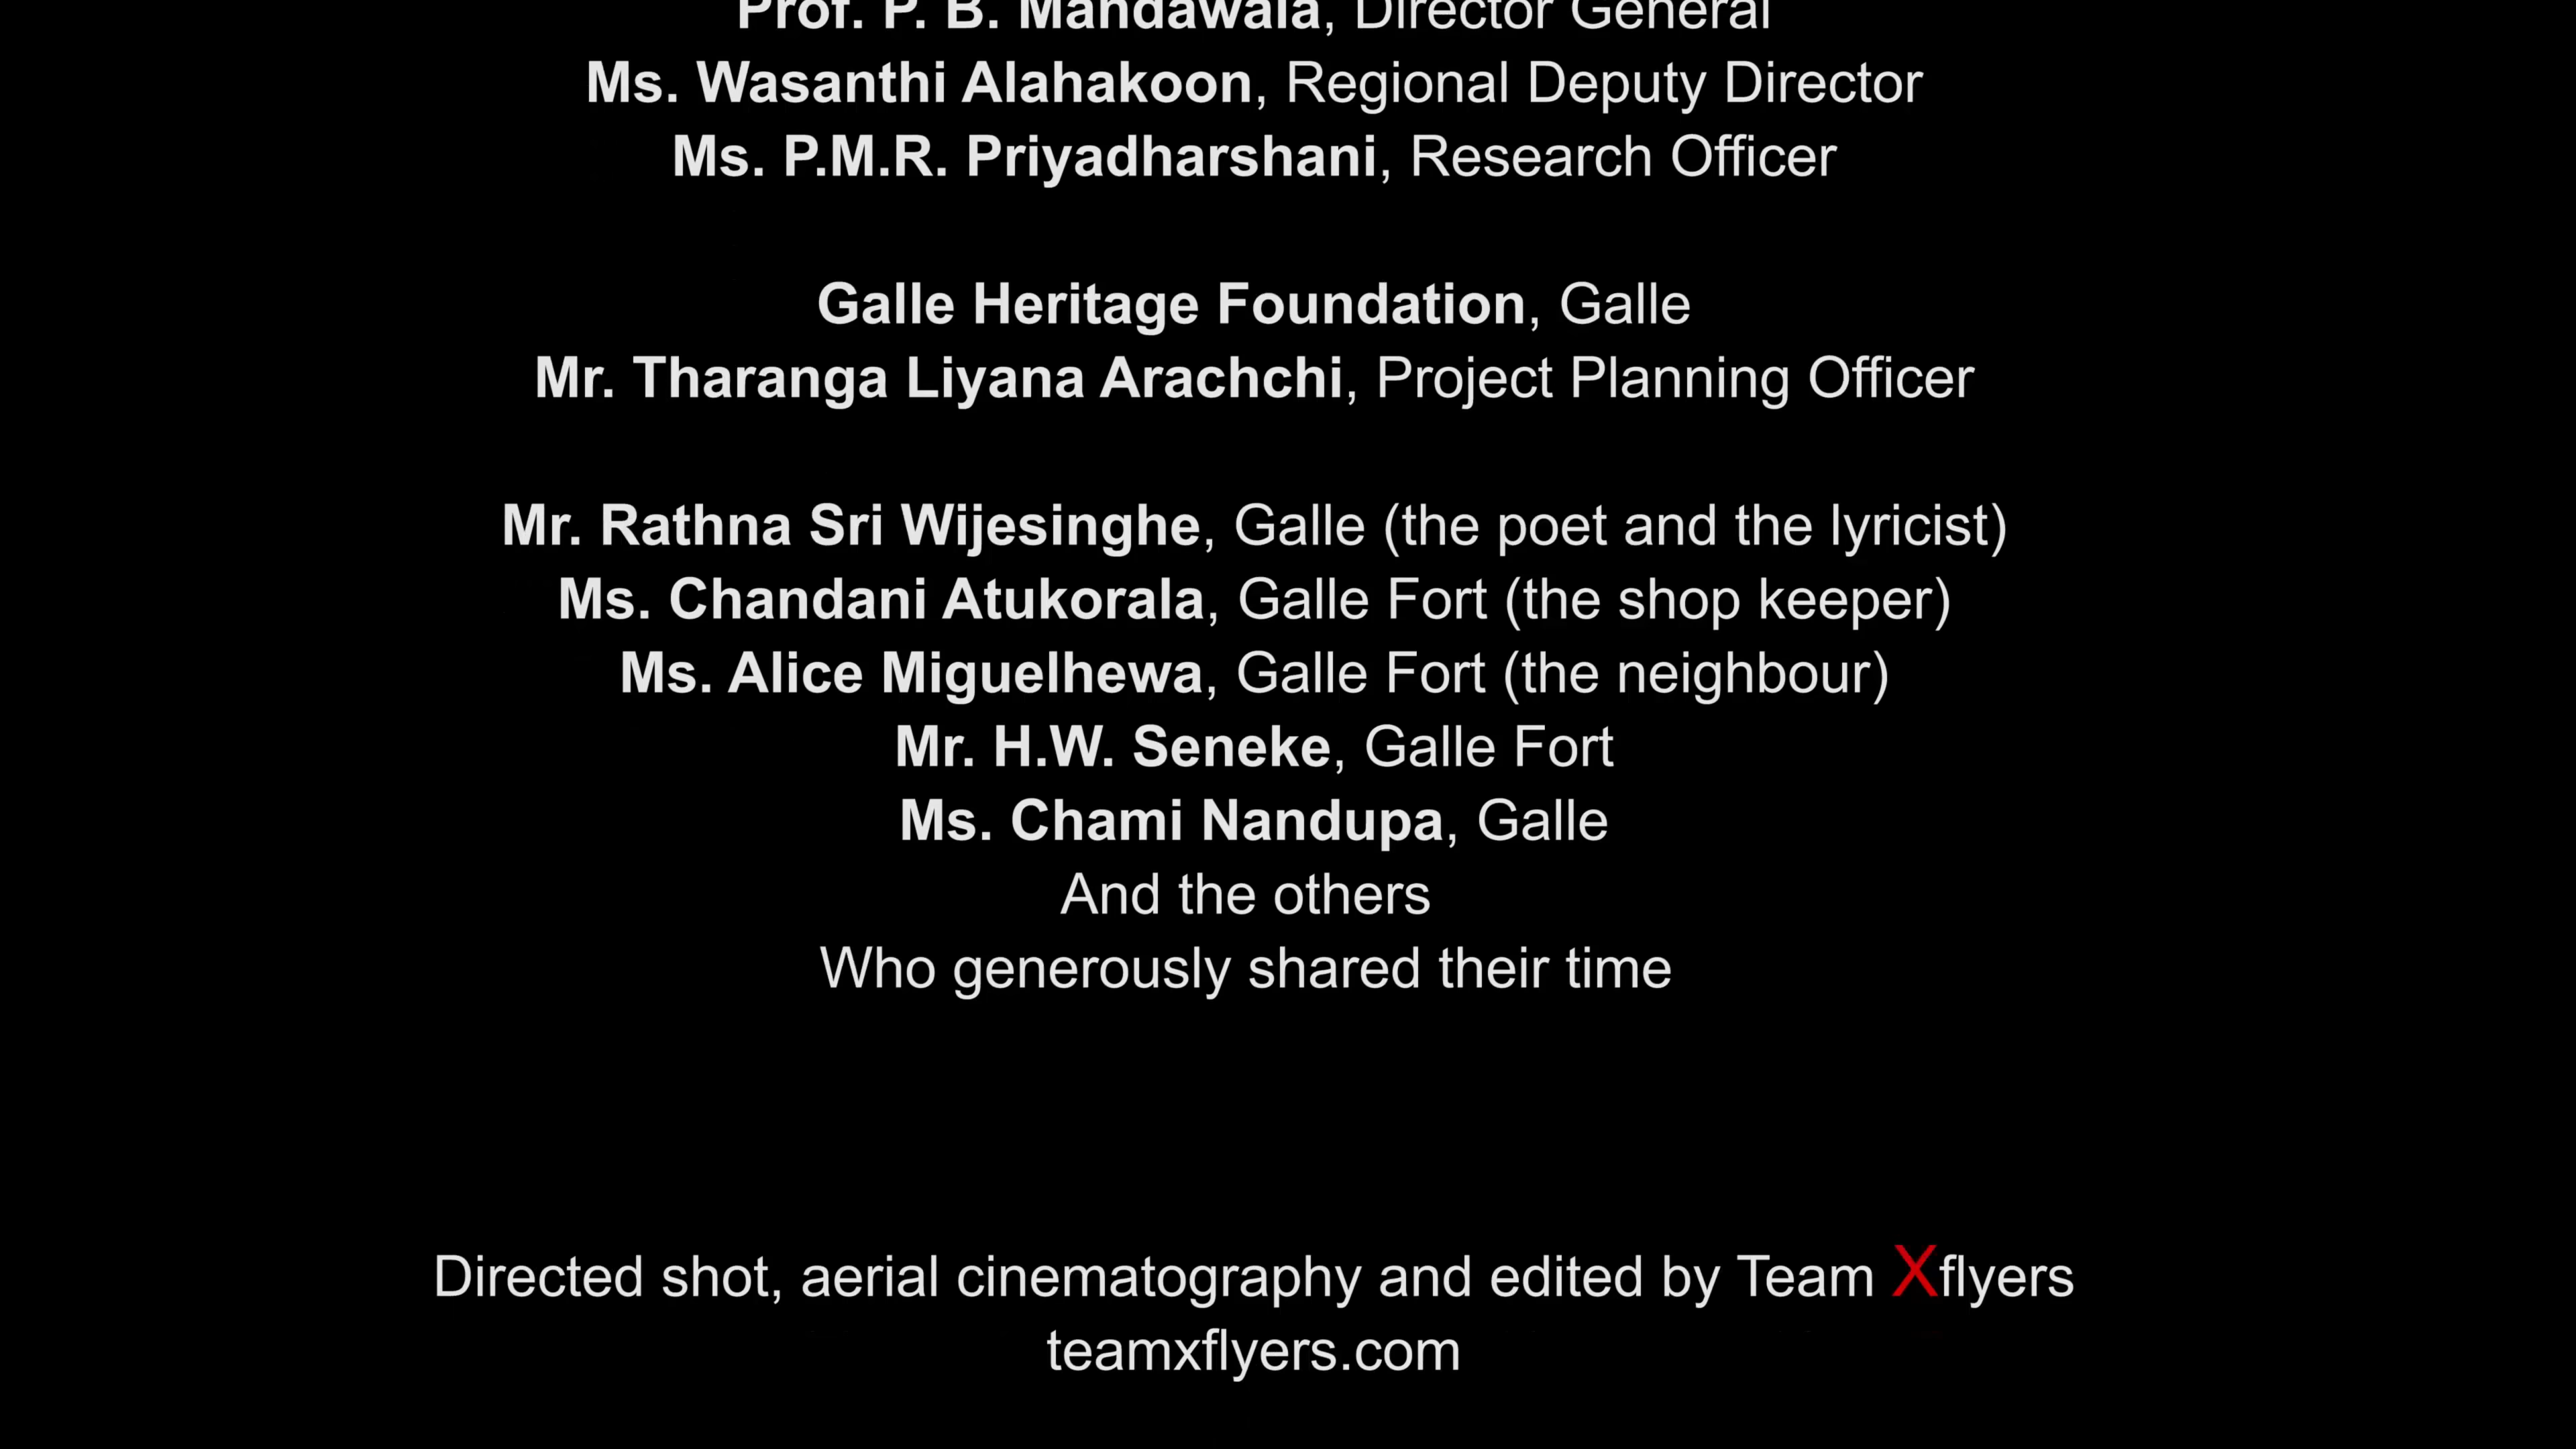 Prof. P. B. Mandawala, Director General
Ms. Wasanthi Alahakoon, Regional Deputy Director
Ms. P.M.R. Priyadharshani, Research Officer
Galle Heritage Foundation, Galle
Mr. Tharanga Liyana Arachchi, Project Planning Officer
Mr. Rathna Sri Wijesinghe, Galle (the poet and the lyricist)
Ms. Chandani Atukorala, Galle Fort (the shop keeper)
Ms. Alice Miguelhewa, Galle Fort (the neighbour)
Mr. H.W. Seneke, Galle Fort
Ms. Chami Nandupa, Galle
And the others
Who generously shared their time
Directed shot, aerial cinematography and edited by Team Xflyers
teamxflyers.com